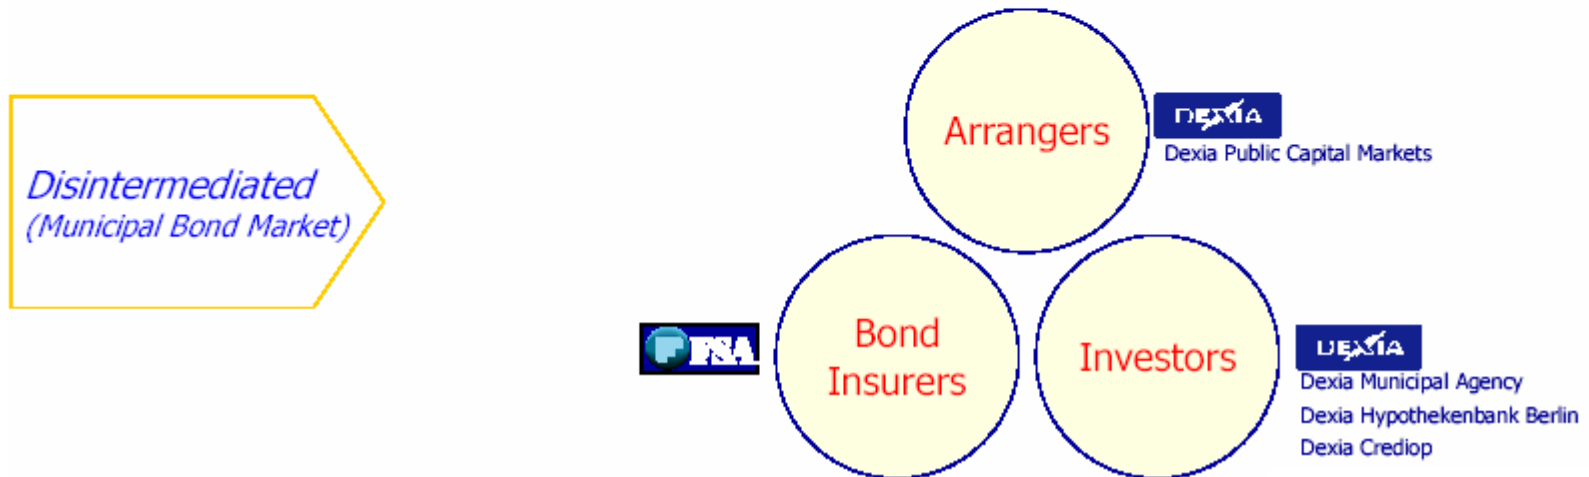 Disintermediated
(Municipal Bond Market)
Arrangers
DEXIA
Dexia Public Capital Markets
FSA
Bond
Insurers
Investors
DEXIA
Dexia Municipal Agency
Dexia Hypothekenbank Berlin
Dexia Crediop